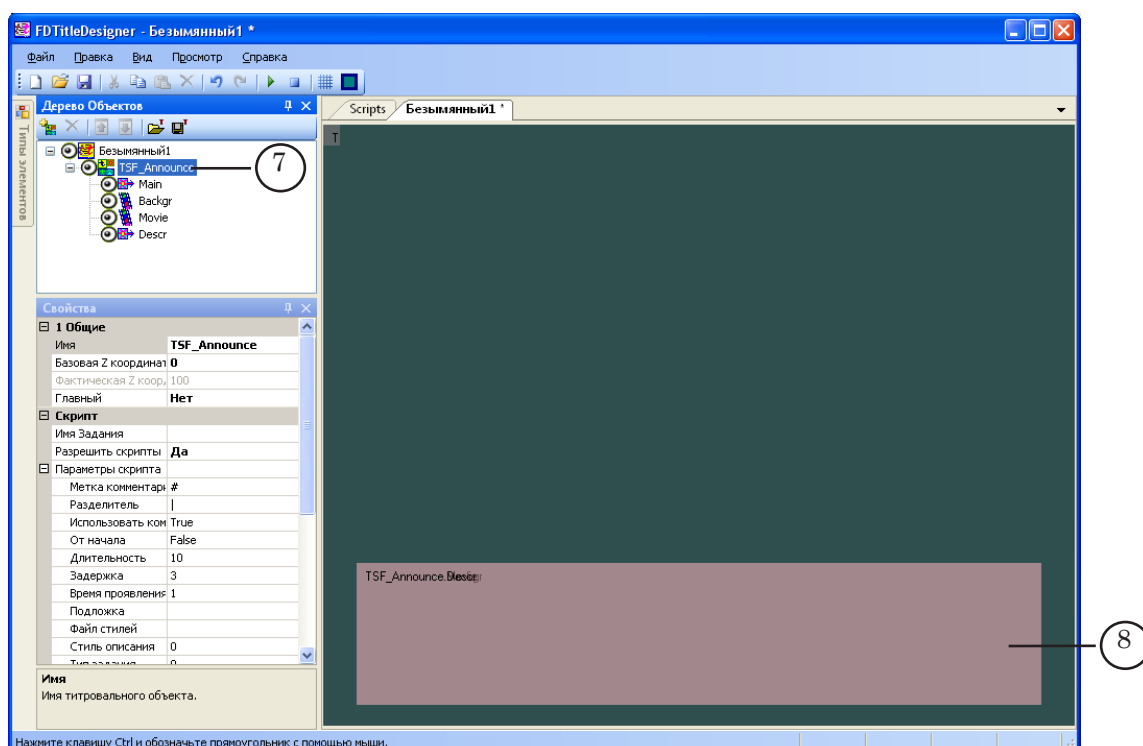 FDTitleDesigner - Безымянный1 *
Файл Правка Вид Просмотр Справка
Типы элементов
Дерево Объектов
Безымянный1
TSF_Announce
Main
Backgr
Movie
Descr
7
Scripts Безымянный1 *
T
Свойства
1 Общие
Имя TSF_Announce
Базовая Z координат 0
Фактическая Z коор, 100
Главный Нет
Скрипт
Имя Задания
Разрешить скрипты Да
Параметры скрипта
Метка комментар #
Разделитель |
Использовать ком True
От начала False
Длительность 10
Задержка 3
Время проявления 1
Подложка
Файл стилей
Стиль описания 0
Имя
Имя титровального объекта.
TSF_Announce.
8
Нажмите клавишу Ctrl и обозначьте прямоугольник с помощью мыши.